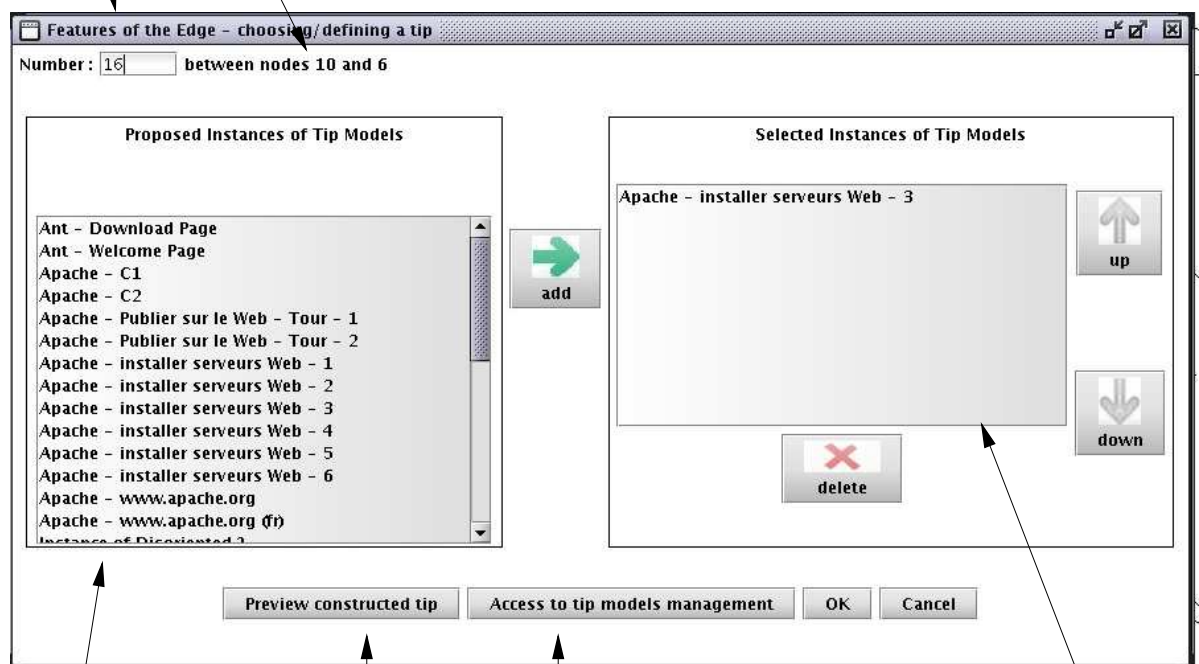 Features of the Edge - choosing/defining a tip
Number: 16 between nodes 10 and 6
Proposed Instances of Tip Models
Ant - Download Page
Ant - Welcome Page
Apache - C1
Apache - C2
Apache - Publier sur le Web - Tour - 1
Apache - Publier sur le Web - Tour - 2
Apache - installer serveurs Web - 1
Apache - installer serveurs Web - 2
Apache - installer serveurs Web - 3
Apache - installer serveurs Web - 4
Apache - installer serveurs Web - 5
Apache - installer serveurs Web - 6
Apache - www.apache.org
Apache - www.apache.org (fr)
Instance of Disoriented 2
add
Selected Instances of Tip Models
Apache - installer serveurs Web - 3
up
down
delete
Preview constructed tip
Access to tip models management
OK
Cancel